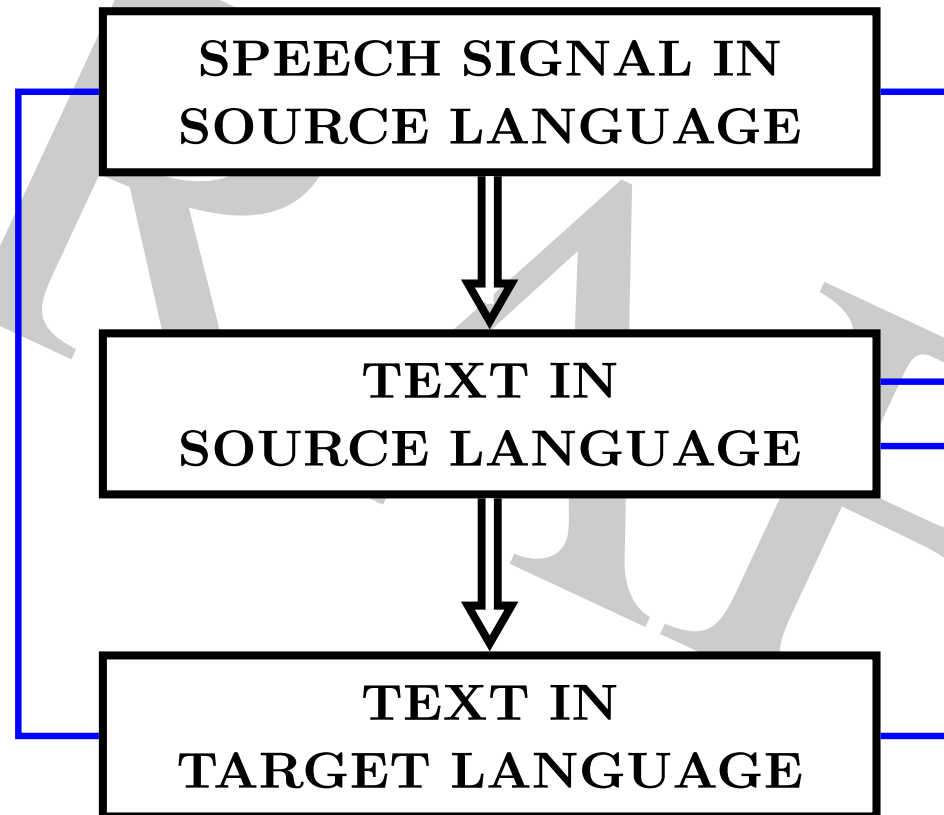 SPEECH SIGNAL IN
SOURCE LANGUAGE
TEXT IN
SOURCE LANGUAGE
TEXT IN
TARGET LANGUAGE